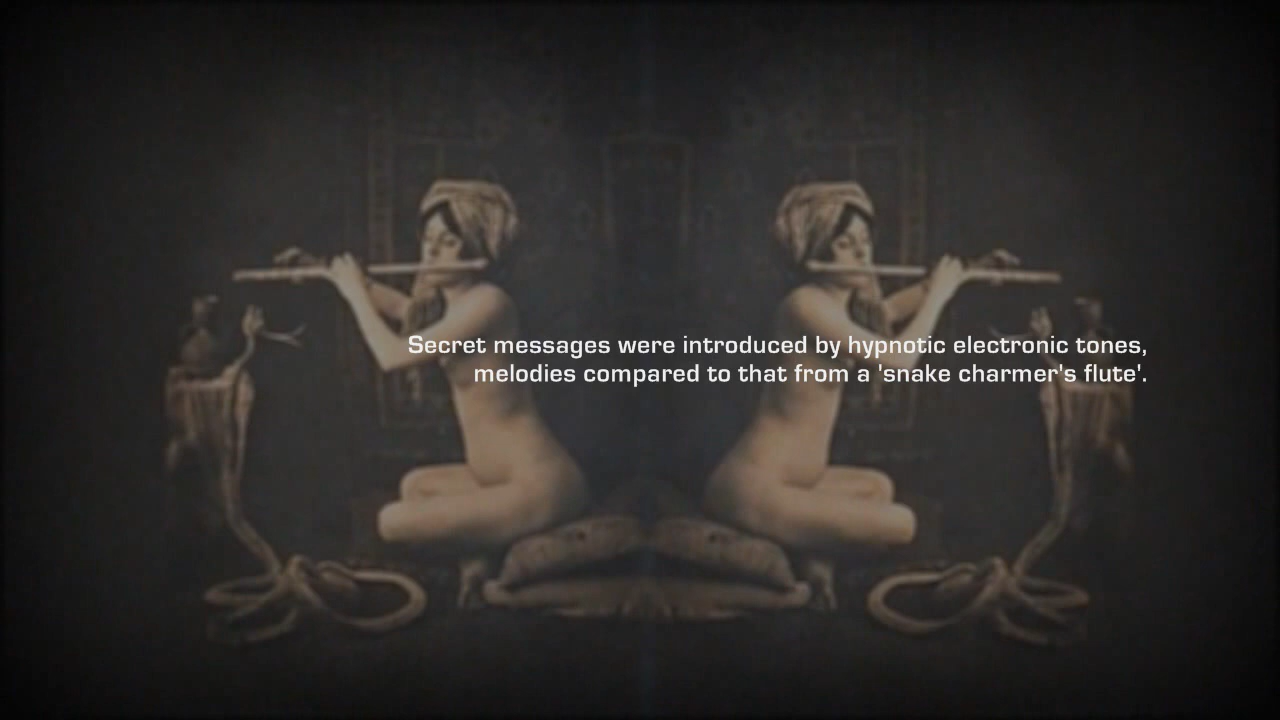 Secret messages were introduced by hypnotic electronic tones,
melodies compared to that from a 'snake charmer's flute'.